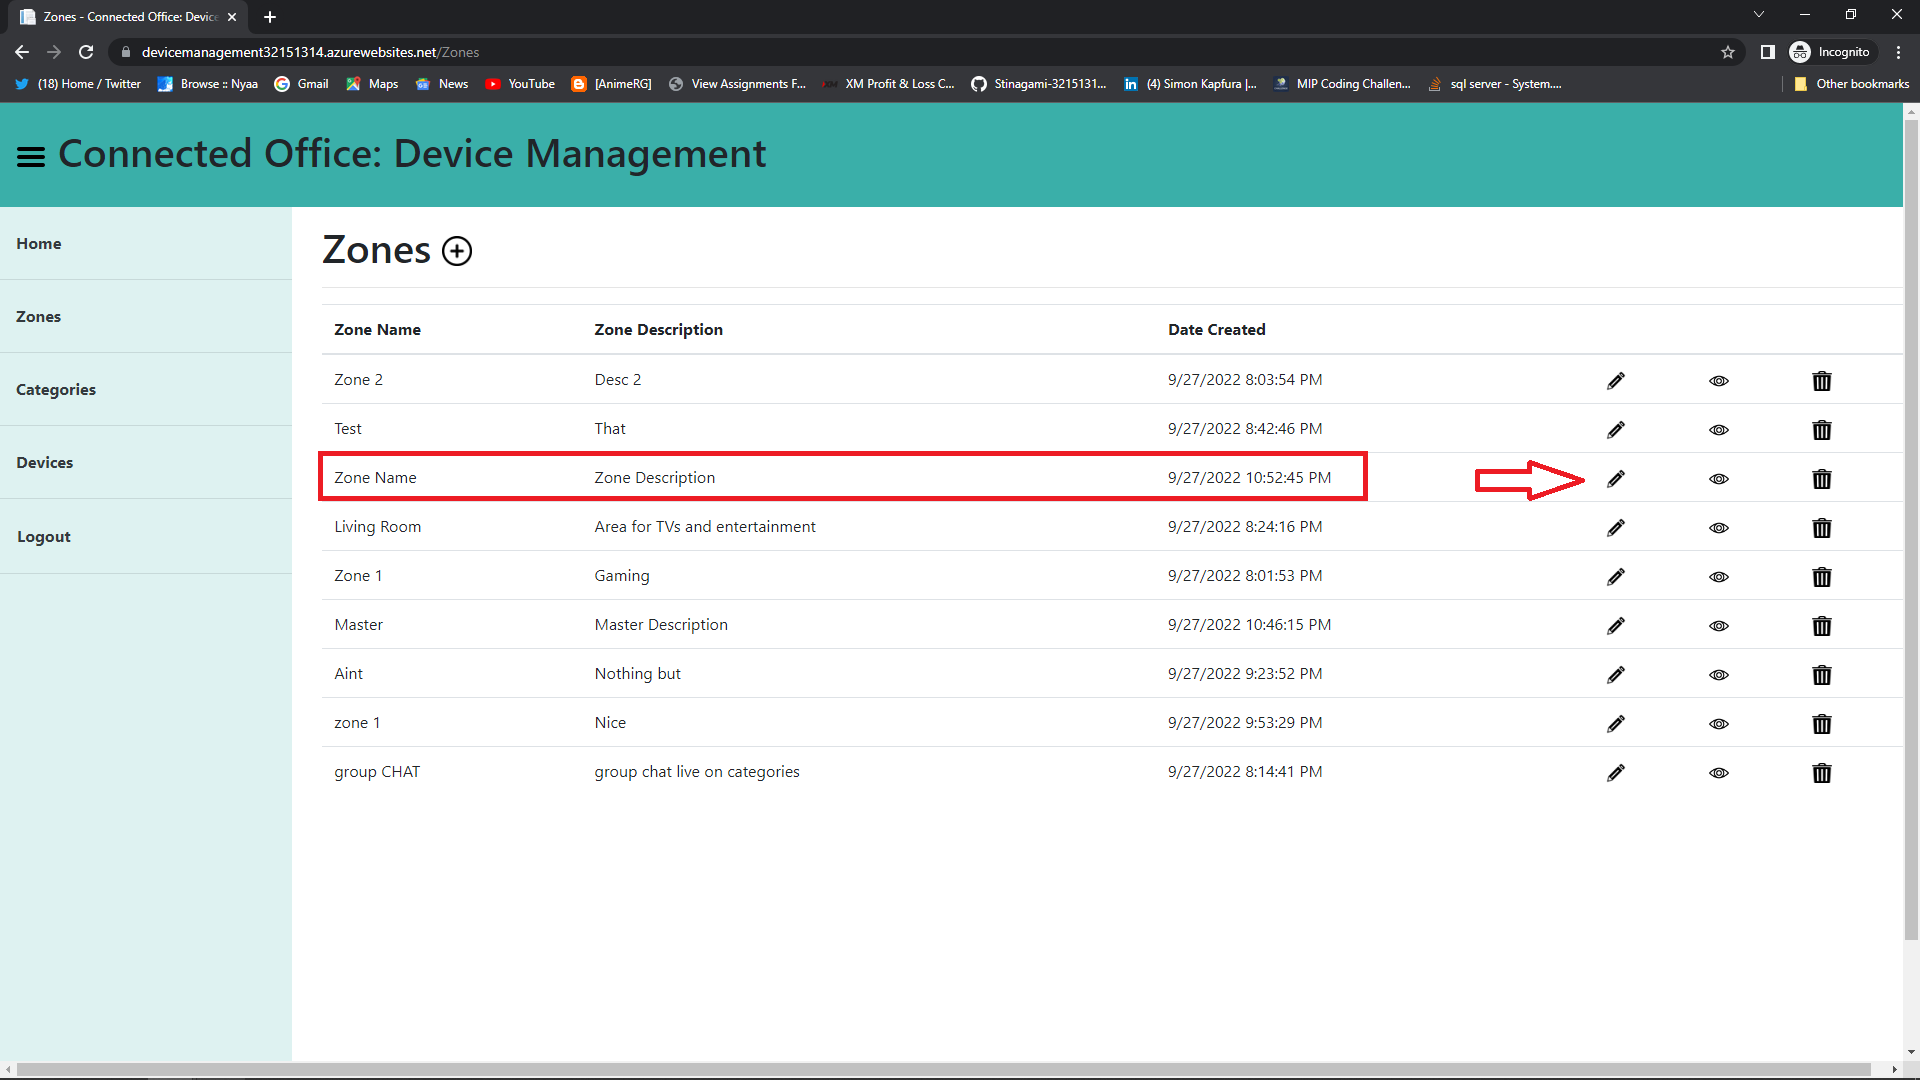 Zones - Connected Office: Device
devicemanagement32151314.azurewebsites.net/Zones
Incognito
(18) Home / Twitter
Browse :: Nyaa
Gmail
Maps
News
YouTube
[AnimeRG]
View Assignments F...
XM Profit & Loss C...
Stinagami-3215131...
(4) Simon Kapfura |...
MIP Coding Challen...
sql server - System....
Other bookmarks
Connected Office: Device Management
Home
Zones
Categories
Devices
Logout
Zones
Zone Name Zone Description Date Created
Zone 2 Desc 2 9/27/2022 8:03:54 PM
Test That 9/27/2022 8:42:46 PM
Zone Name Zone Description 9/27/2022 10:52:45 PM
Living Room Area for TVs and entertainment 9/27/2022 8:24:16 PM
Zone 1 Gaming 9/27/2022 8:01:53 PM
Master Master Description 9/27/2022 10:46:15 PM
Aint Nothing but 9/27/2022 9:23:52 PM
zone 1 Nice 9/27/2022 9:53:29 PM
group CHAT group chat live on categories 9/27/2022 8:14:41 PM